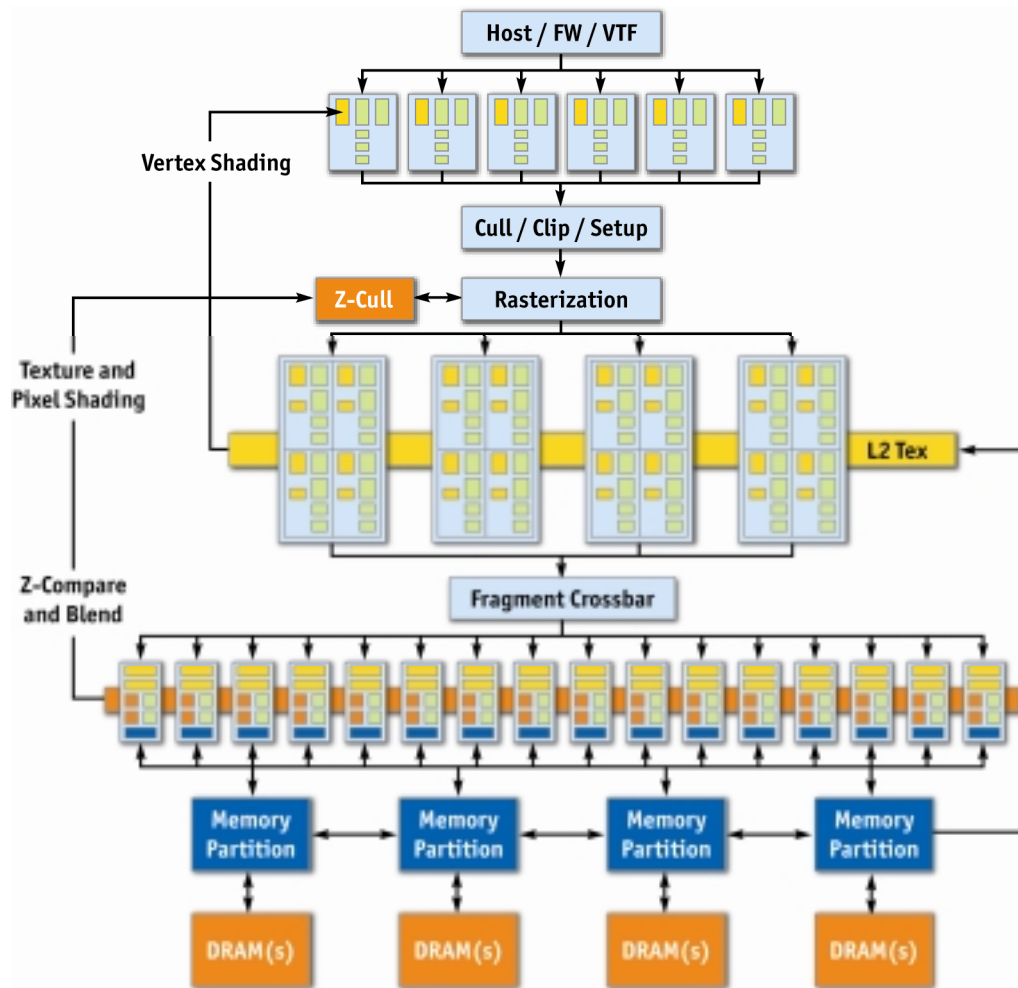 Host / FW / VTF
Vertex Shading
Cull / Clip / Setup
Z-Cull
Rasterization
Texture and
Pixel Shading
L2 Tex
Z-Compare
and Blend
Fragment Crossbar
Memory
Partition
Memory
Partition
Memory
Partition
Memory
Partition
DRAM(s)
DRAM(s)
DRAM(s)
DRAM(s)